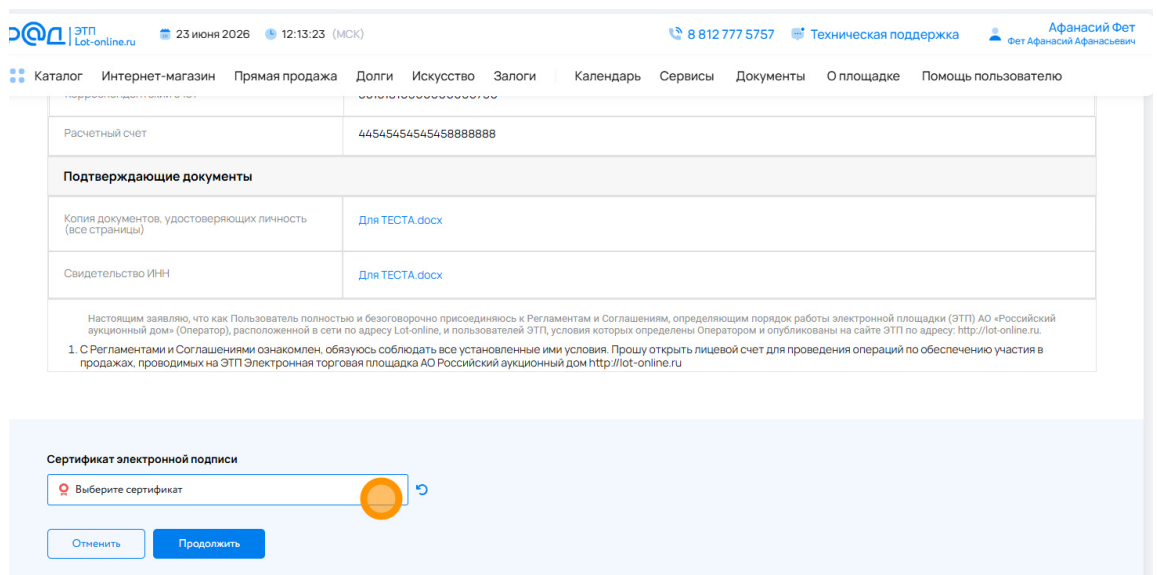 ЭТП
Lot-online.ru
23 июня 2026
12:13:23 (МСК)
8 812 777 5757
Техническая поддержка
Афанасий Фет
Фет Афанасий Афанасьевич
Каталог Интернет-магазин Прямая продажа Долги Искусство Залоги Календарь Сервисы Документы О площадке Помощь пользователю
Расчетный счет
44545454545458888888
Подтверждающие документы
Копия документов, удостоверяющих личность
(все страницы)
Для ТЕСТА.docx
Свидетельство ИНН
Для ТЕСТА.docx
Настоящим заявляю, что как Пользователь полностью и безоговорочно присоединяюсь к Регламентам и Соглашениям, определяющим порядок работы электронной площадки (ЭТП) АО «Российский
аукционный дом» (Оператор), расположенной в сети по адресу Lot-online, и пользователей ЭТП, условия которых определены Оператором и опубликованы на сайте ЭТП по адресу: http://lot-online.ru.
1. С Регламентами и Соглашениями ознакомлен, обязуюсь соблюдать все установленные ими условия. Прошу открыть лицевой счет для проведения операций по обеспечению участия в
продажах, проводимых на ЭТП Электронная торговая площадка АО Российский аукционный дом http://lot-online.ru
Сертификат электронной подписи
Выберите сертификат
Отменить
Продолжить